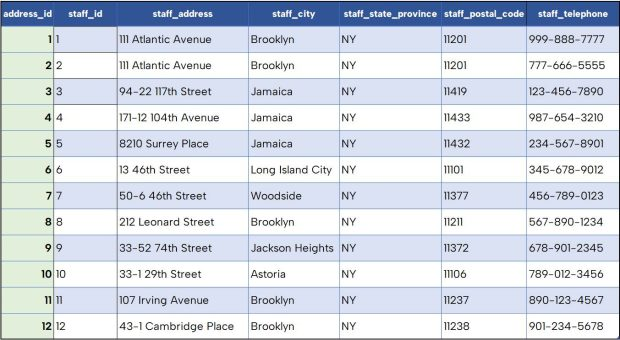 address_id staff_id staff_address staff_city staff_state_province staff_postal_code staff_telephone
1 1 111 Atlantic Avenue Brooklyn NY 11201 999-888-7777
2 2 111 Atlantic Avenue Brooklyn NY 11201 777-666-5555
3 3 94-22 117th Street Jamaica NY 11419 123-456-7890
4 4 171-12 104th Avenue Jamaica NY 11433 987-654-3210
5 5 8210 Surrey Place Jamaica NY 11432 234-567-8901
6 6 13 46th Street Long Island City NY 11101 345-678-9012
7 7 50-6 46th Street Woodside NY 11377 456-789-0123
8 8 212 Leonard Street Brooklyn NY 11211 567-890-1234
9 9 33-52 74th Street Jackson Heights NY 11372 678-901-2345
10 10 33-1 29th Street Astoria NY 11106 789-012-3456
11 11 107 Irving Avenue Brooklyn NY 11237 890-123-4567
12 12 43-1 Cambridge Place Brooklyn NY 11238 901-234-5678